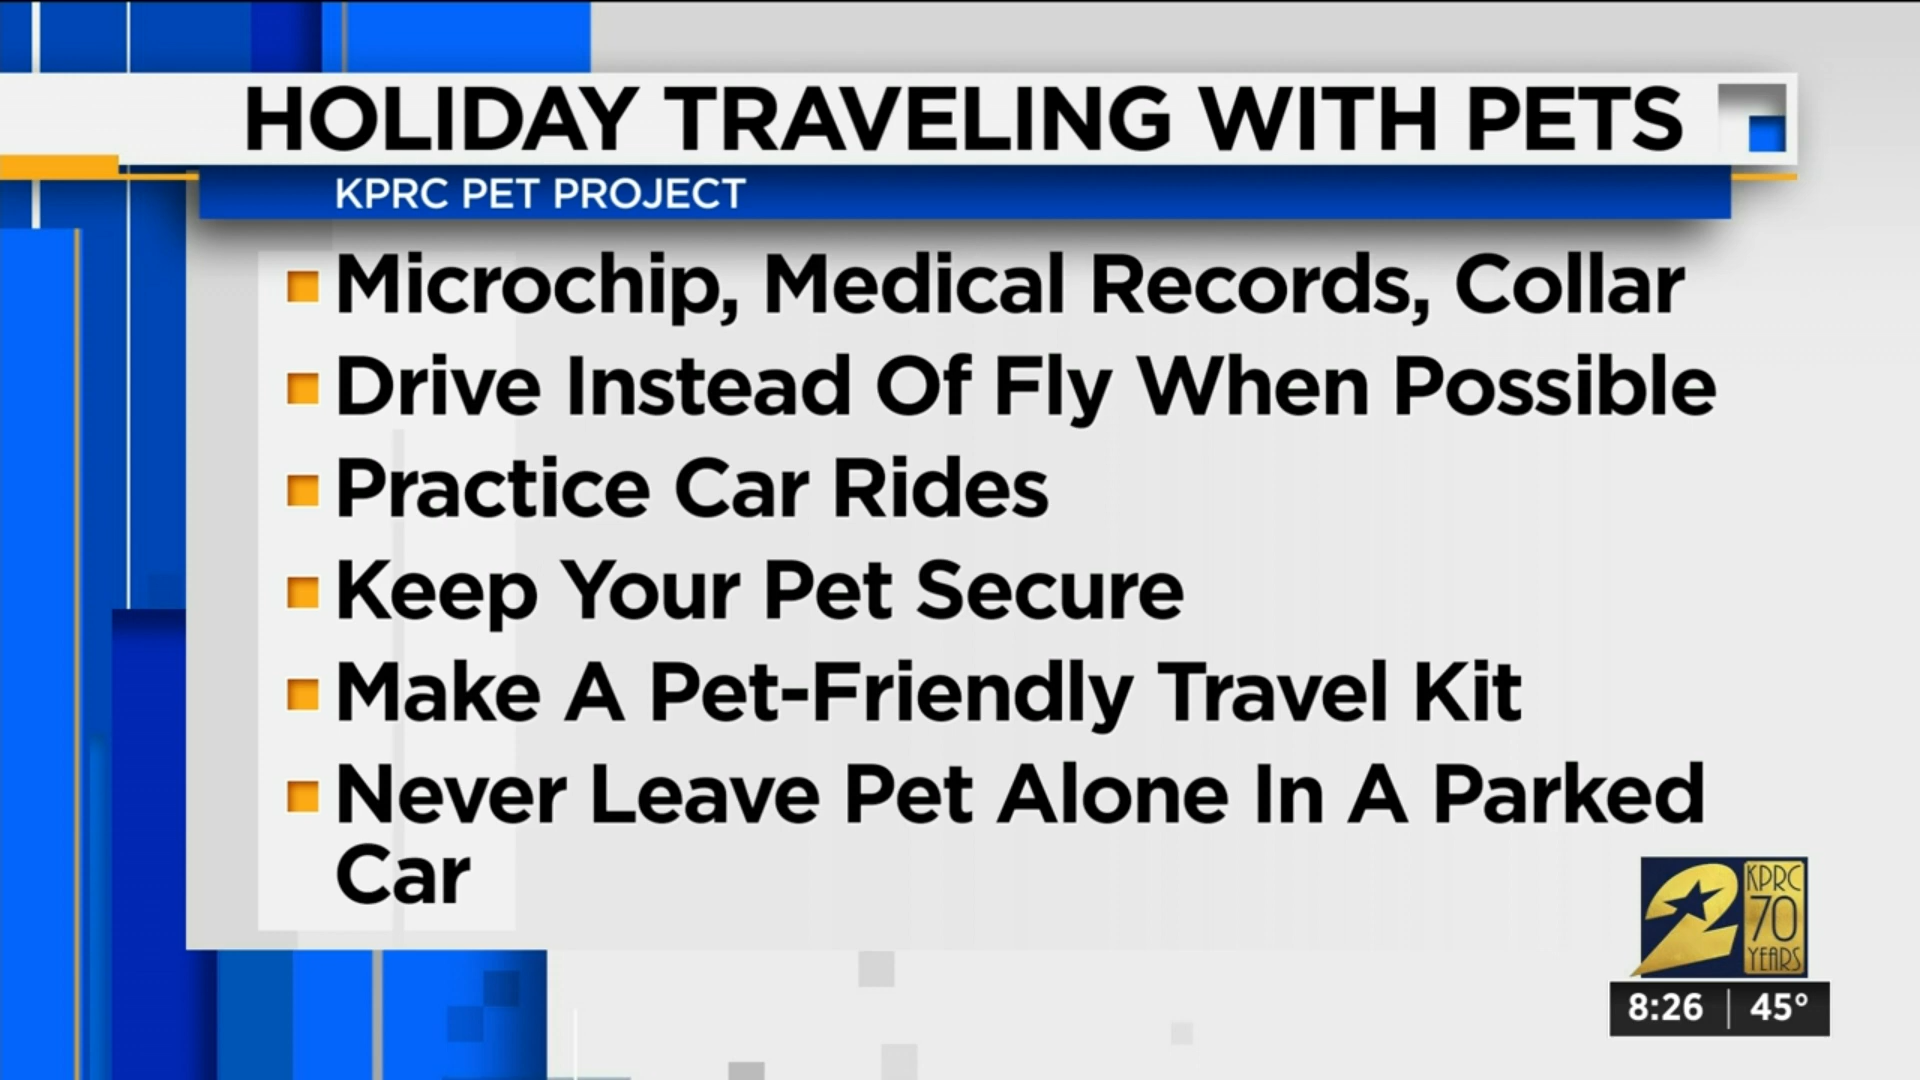 HOLIDAY TRAVELING WITH PETS
KPRC PET PROJECT
Microchip, Medical Records, Collar
Drive Instead Of Fly When Possible
Practice Car Rides
Keep Your Pet Secure
Make A Pet-Friendly Travel Kit
Never Leave Pet Alone In A Parked
Car
2
KPRC
70
YEARS
8:26 45°